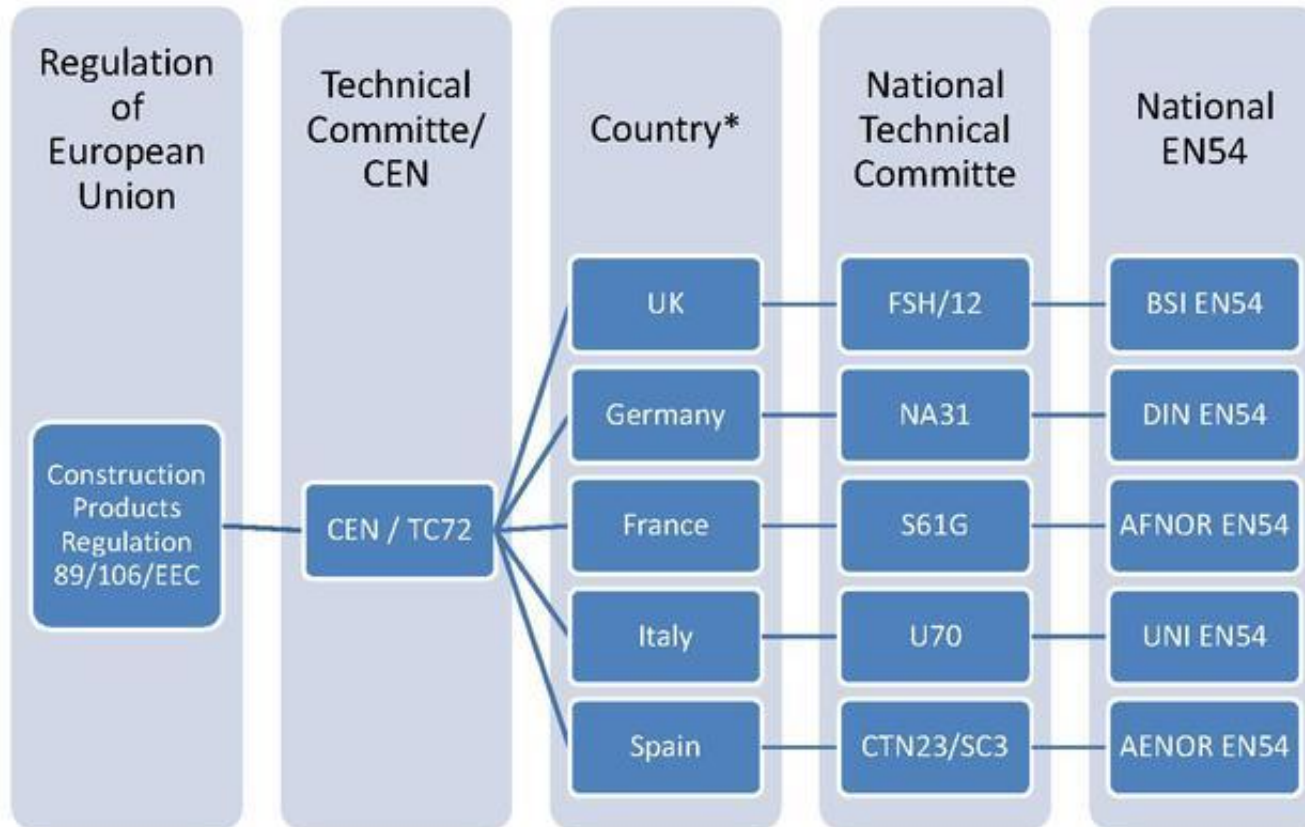 Regulation
of
European
Union
Technical
Committe/
CEN
Country*
National
Technical
Committe
National
EN54
Construction
Products
Regulation
89/106/EEC
CEN / TC72
UK
FSH/12
BSI EN54
Germany
NA31
DIN EN54
France
S61G
AFNOR EN54
Italy
U70
UNI EN54
Spain
CTN23/SC3
AENOR EN54